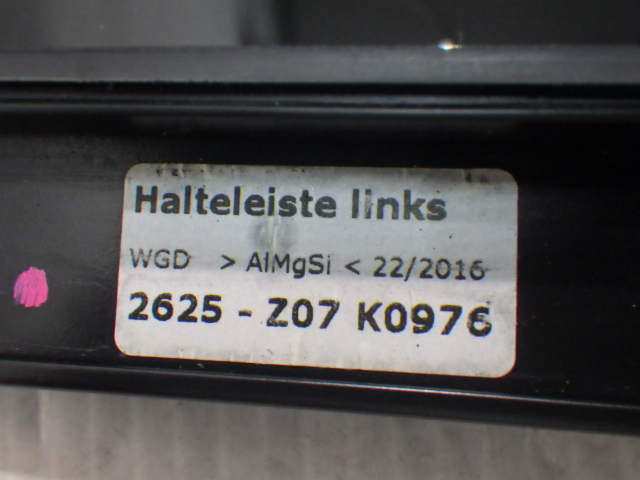 Halteleiste links
WGD > AlMgSi < 22/2016
2625 - Z07 K0976